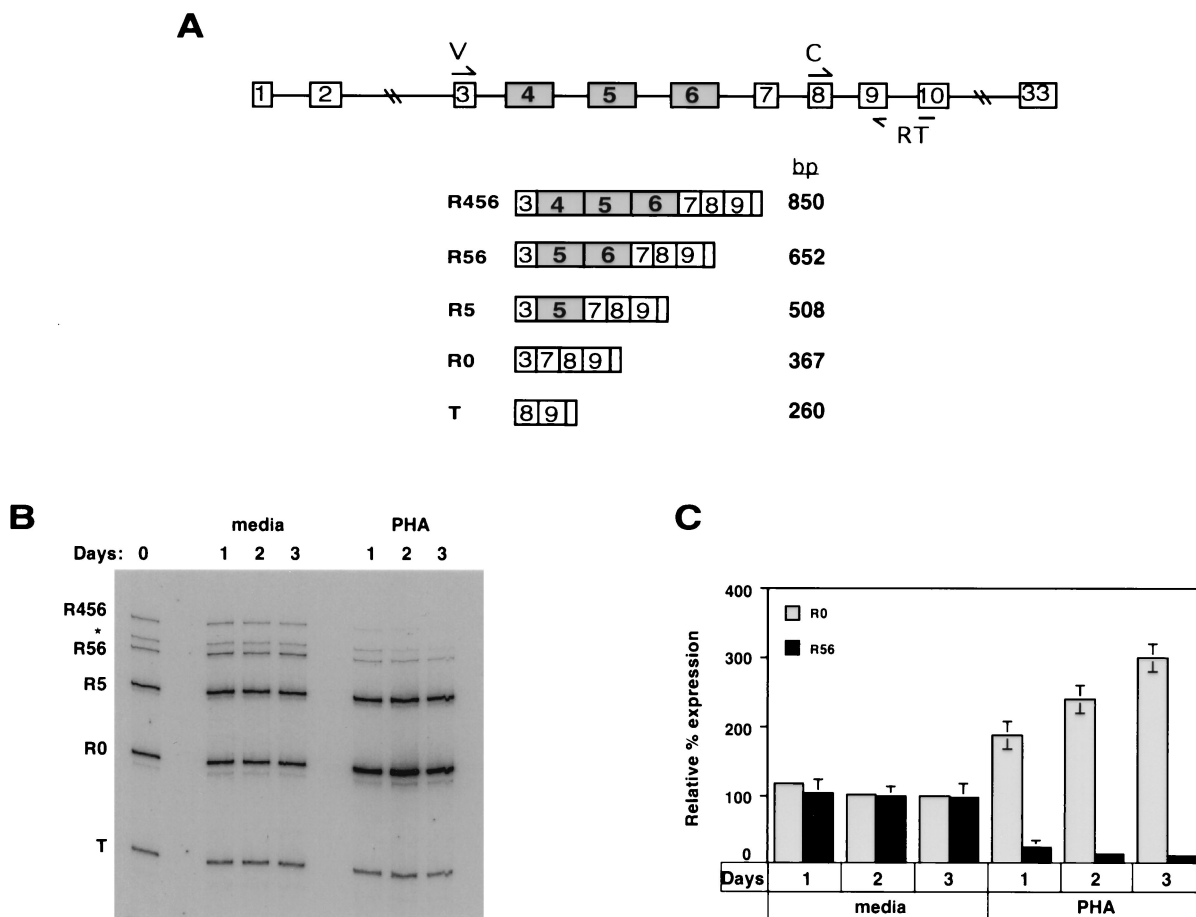 A
V
C
1 2 3 4 5 6 7 8 9 10 33
RT
bp
R456 3 4 5 6 7 8 9 850
R56 3 5 6 7 8 9 652
R5 3 5 7 8 9 508
R0 3 7 8 9 367
T 8 9 260
B
media PHA
Days: 0 1 2 3 1 2 3
R456
*
R56
R5
R0
T
C
Relative % expression
400
300
200
100
0
R0
R56
Days 1 2 3 1 2 3
media PHA